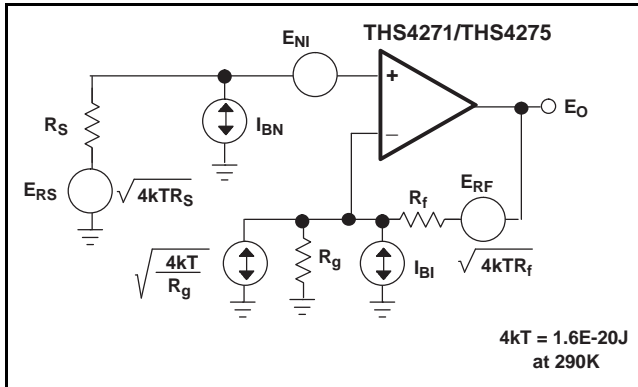 THS4271/THS4275
E_NI
+
R_S
I_BN
E_O
–
E_RS
√4kTR_S
R_f
E_RF
√(4kT/R_g)
R_g
I_BI
√4kTR_f
4kT = 1.6E-20J
at 290K